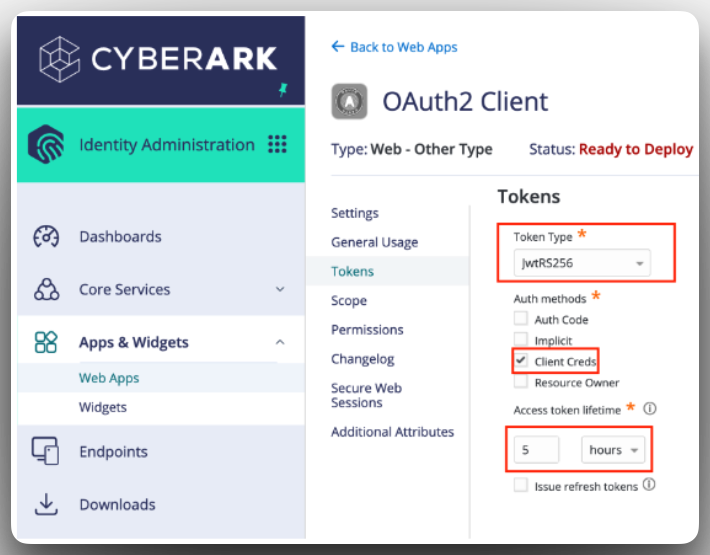 CYBERARK
Identity Administration
Dashboards
Core Services
Apps & Widgets
Web Apps
Widgets
Endpoints
Downloads
← Back to Web Apps
OAuth2 Client
Type: Web - Other Type Status: Ready to Deploy
Settings
General Usage
Tokens
Scope
Permissions
Changelog
Secure Web
Sessions
Additional Attributes
Tokens
Token Type *
JwtRS256
Auth methods *
Auth Code
Implicit
Client Creds
Resource Owner
Access token lifetime *
5 hours
Issue refresh tokens